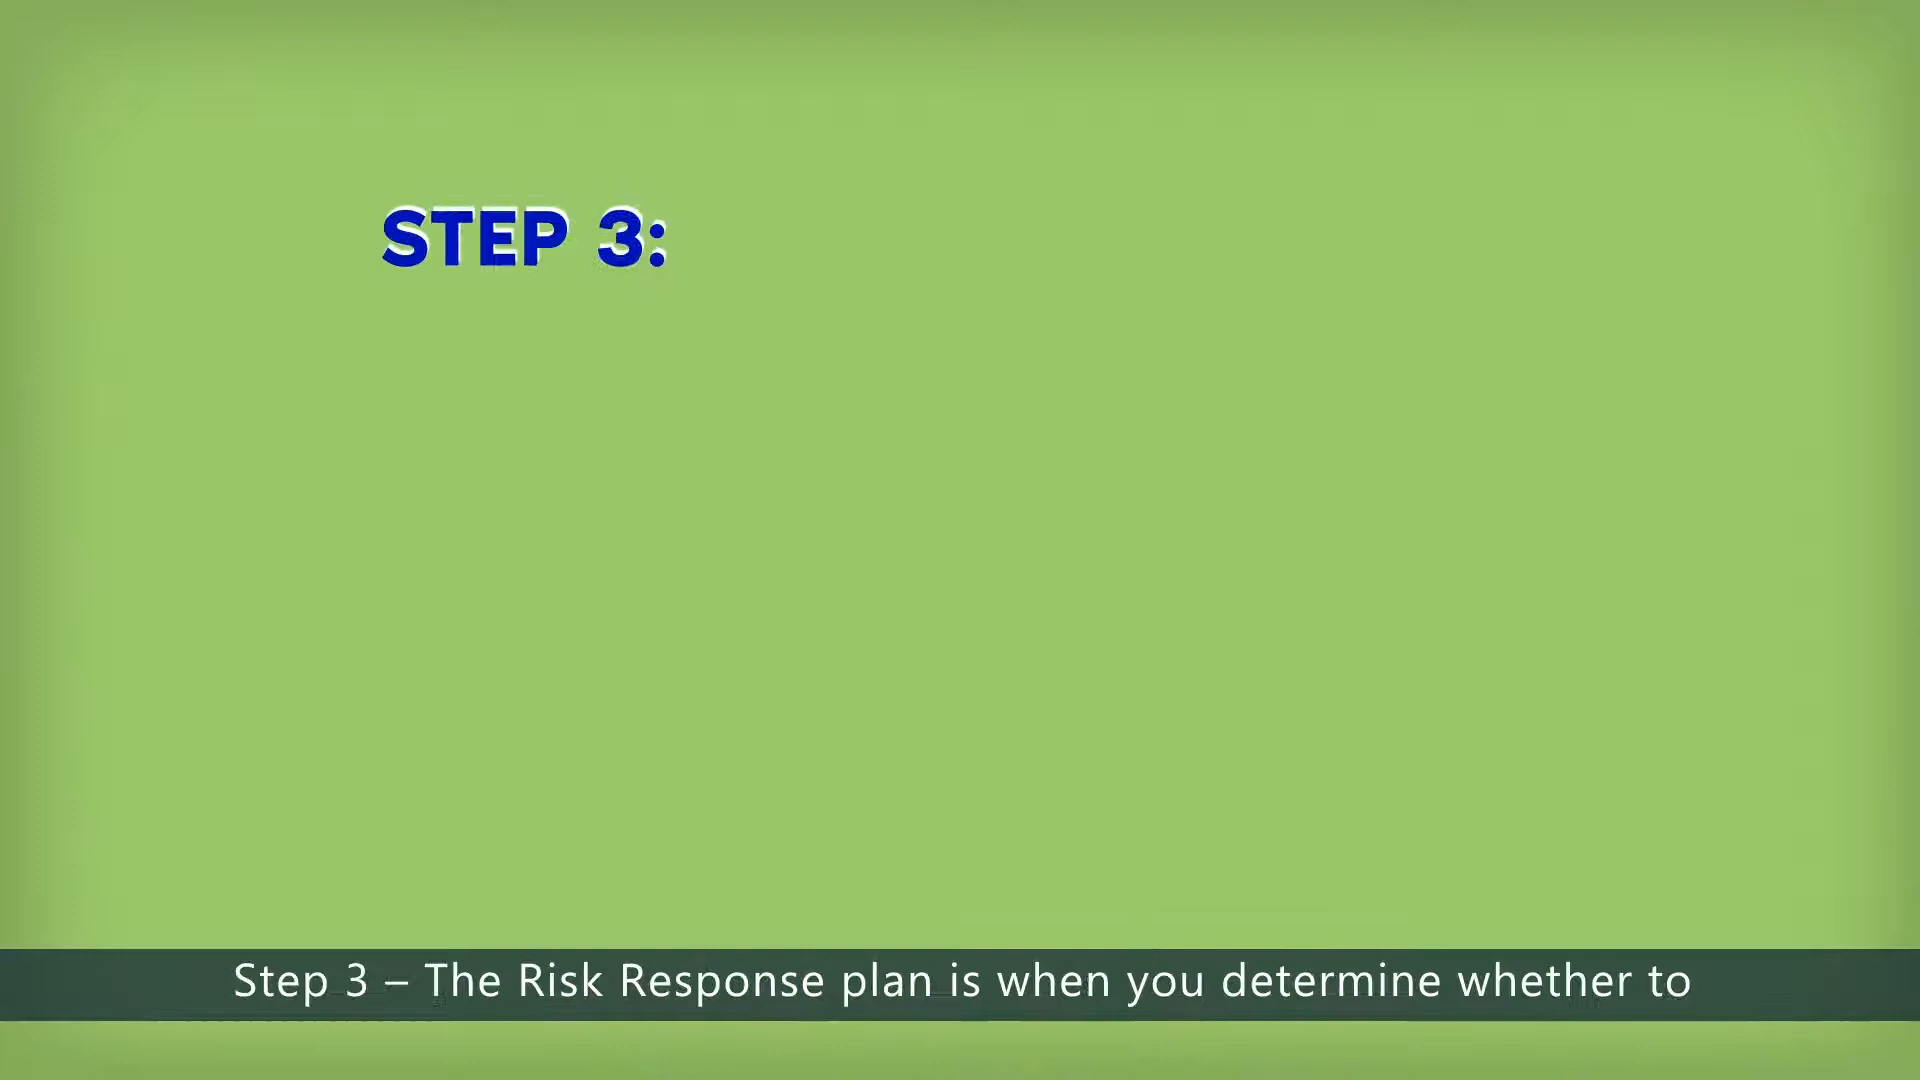 STEP 3:
Step 3 – The Risk Response plan is when you determine whether to